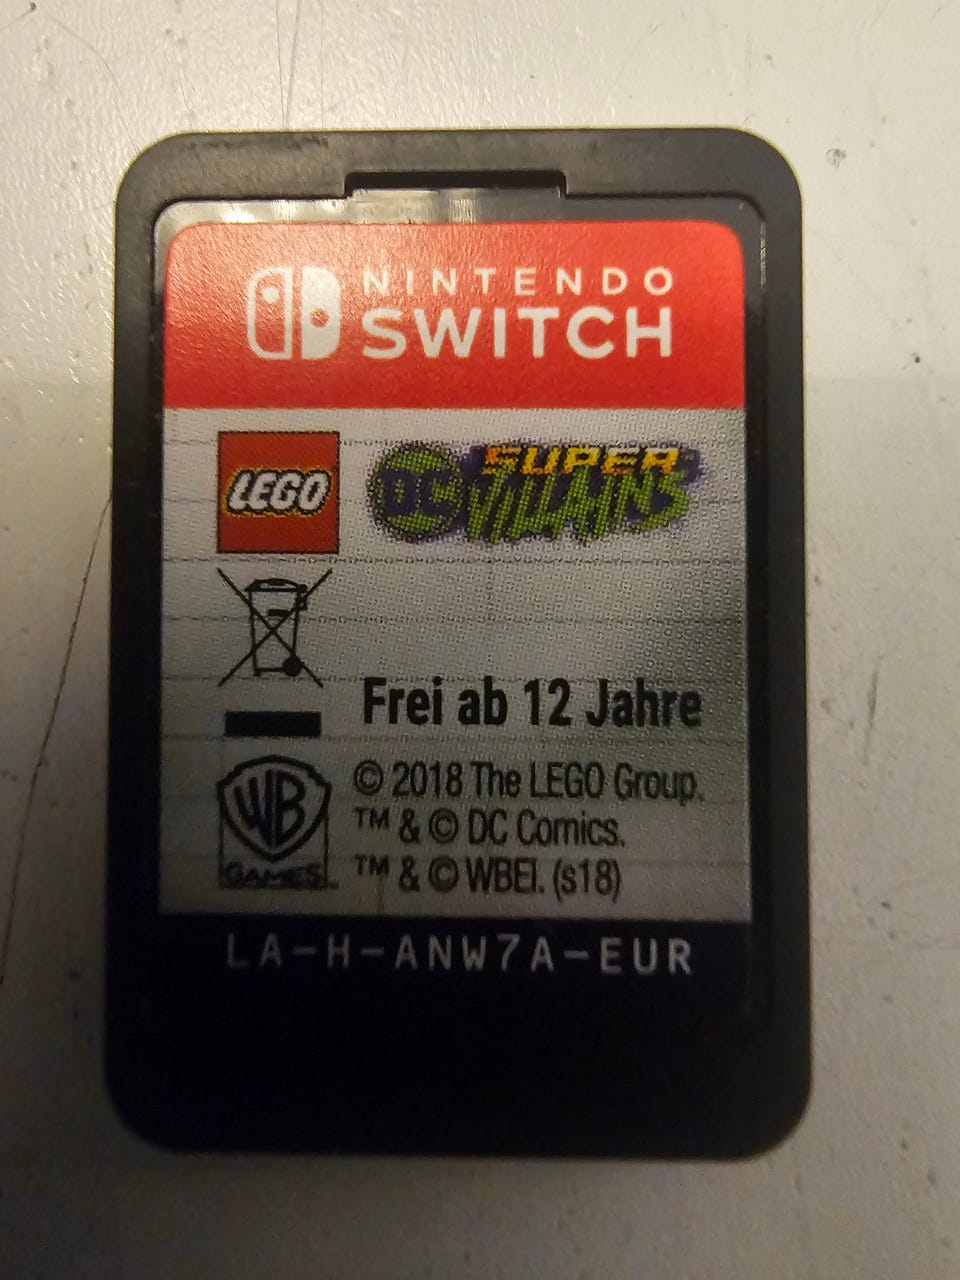 NINTENDO
SWITCH
LEGO
DC SUPER
VILLAINS
Frei ab 12 Jahre
WB
GAMES
© 2018 The LEGO Group.
™ & © DC Comics.
™ & © WBEI. (s18)
LA-H-ANW7A-EUR